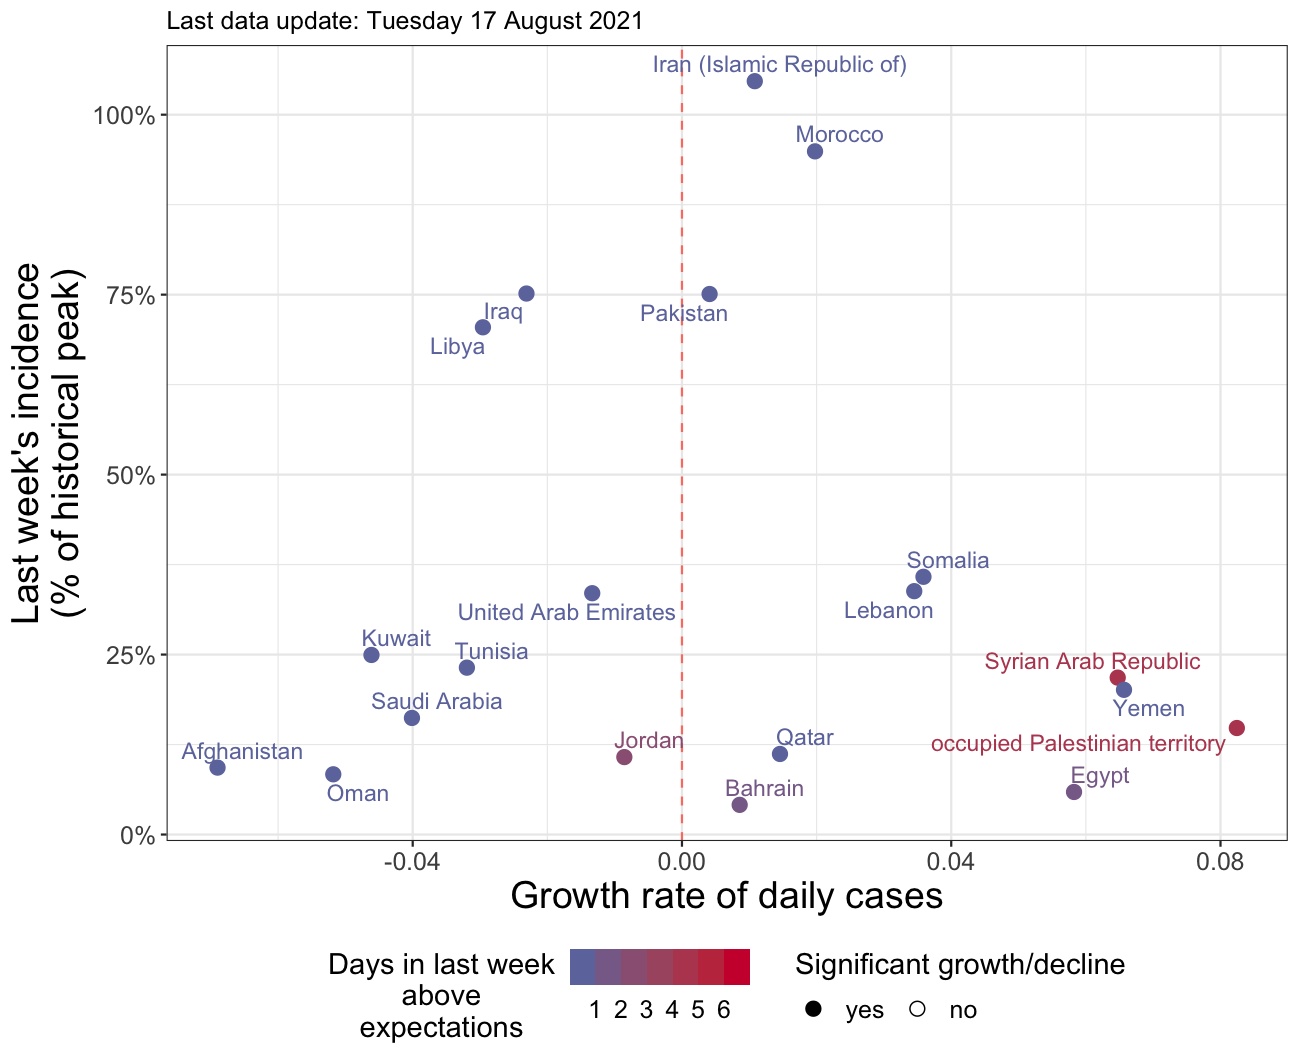 Last data update: Tuesday 17 August 2021
Iran (Islamic Republic of)
100%
Morocco
75%
Iraq
Pakistan
Libya
Last week's incidence
(% of historical peak)
50%
Somalia
United Arab Emirates
Lebanon
Kuwait
Tunisia
25%
Syrian Arab Republic
Saudi Arabia
Yemen
Afghanistan
Jordan
Qatar
occupied Palestinian territory
Oman
Bahrain
Egypt
0%
-0.04 0.00 0.04 0.08
Growth rate of daily cases
Days in last week
above
expectations
1 2 3 4 5 6
Significant growth/decline
yes no